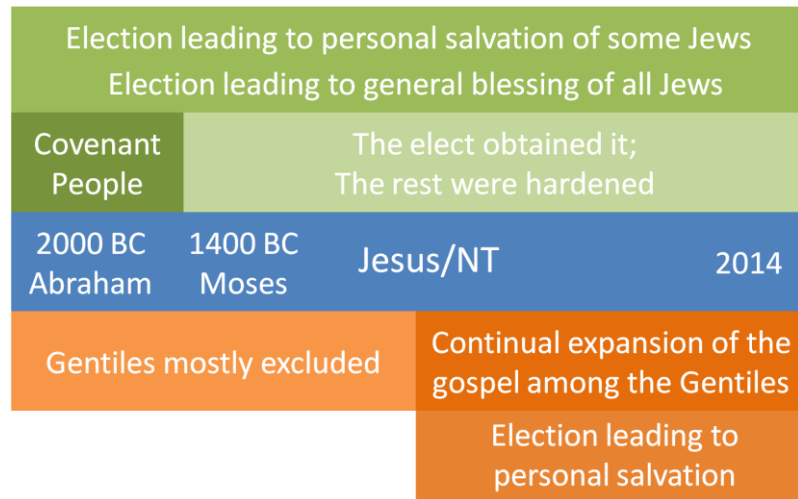 Election leading to personal salvation of some Jews
Election leading to general blessing of all Jews
Covenant
People
The elect obtained it;
The rest were hardened
2000 BC
Abraham
1400 BC
Moses
Jesus/NT
2014
Gentiles mostly excluded
Continual expansion of the
gospel among the Gentiles
Election leading to
personal salvation